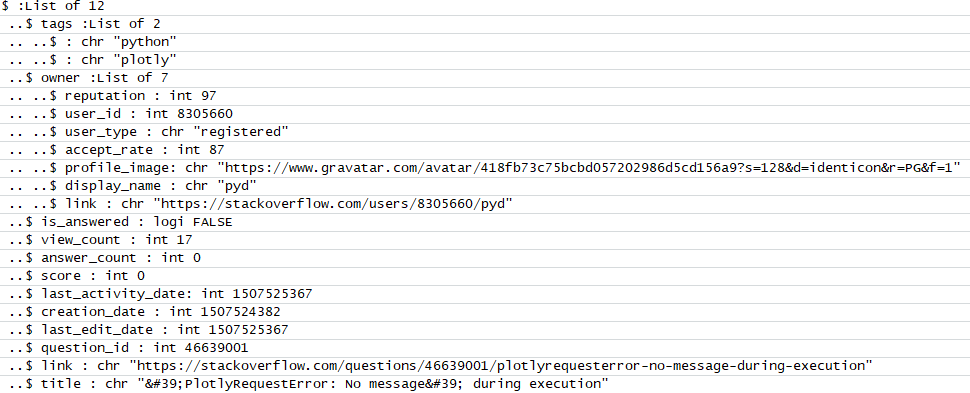 $ :List of 12
..$ tags :List of 2
.. ..$ : chr "python"
.. ..$ : chr "plotly"
..$ owner :List of 7
.. ..$ reputation : int 97
.. ..$ user_id : int 8305660
.. ..$ user_type : chr "registered"
.. ..$ accept_rate : int 87
.. ..$ profile_image: chr "https://www.gravatar.com/avatar/418fb73c75bcbd057202986d5cd156a9?s=128&d=identicon&r=PG&f=1"
.. ..$ display_name : chr "pyd"
.. ..$ link : chr "https://stackoverflow.com/users/8305660/pyd"
..$ is_answered : logi FALSE
..$ view_count : int 17
..$ answer_count : int 0
..$ score : int 0
..$ last_activity_date: int 1507525367
..$ creation_date : int 1507524382
..$ last_edit_date : int 1507525367
..$ question_id : int 46639001
..$ link : chr "https://stackoverflow.com/questions/46639001/plotlyrequesterror-no-message-during-execution"
..$ title : chr "&#39;PlotlyRequestError: No message&#39; during execution"